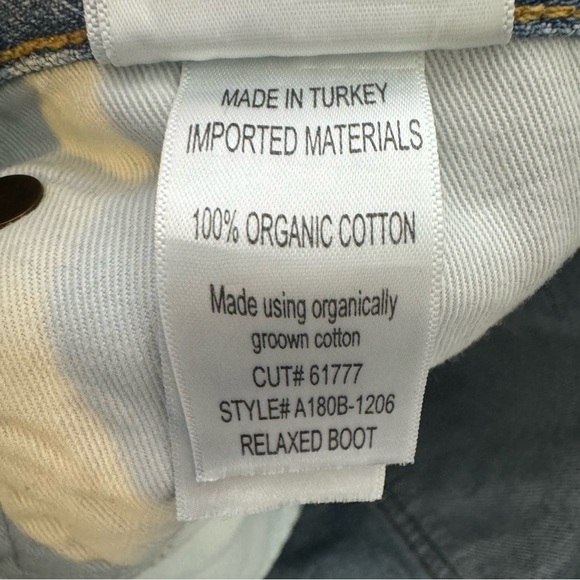 MADE IN TURKEY
IMPORTED MATERIALS
100% ORGANIC COTTON
Made using organically
groown cotton
CUT# 61777
STYLE# A180B-1206
RELAXED BOOT